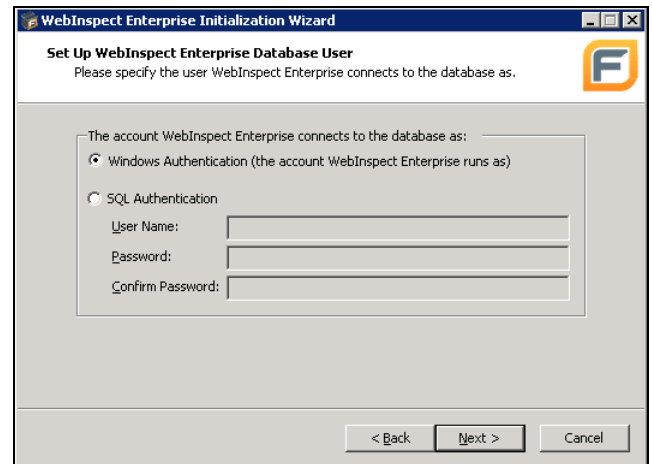 WebInspect Enterprise Initialization Wizard
Set Up WebInspect Enterprise Database User
Please specify the user WebInspect Enterprise connects to the database as.
F
The account WebInspect Enterprise connects to the database as:
Windows Authentication (the account WebInspect Enterprise runs as)
SQL Authentication
User Name:
Password:
Confirm Password:
< Back Next > Cancel